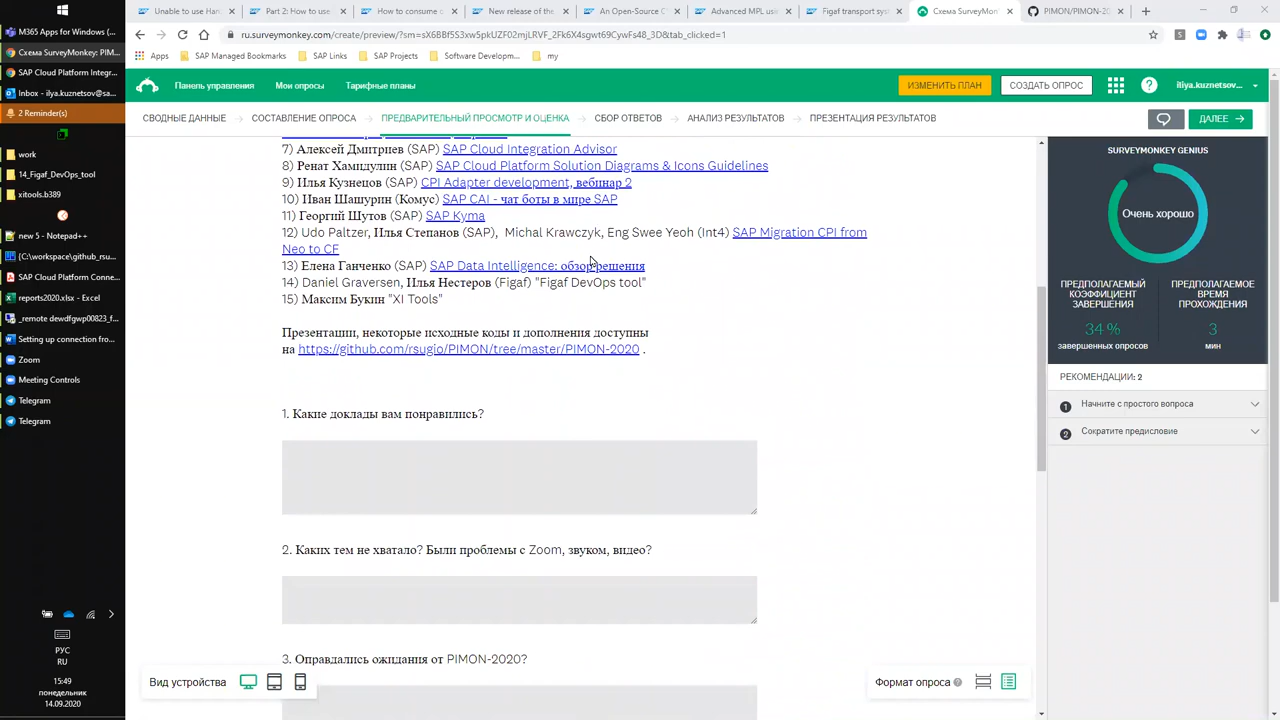 M365 Apps for Windows (...
Схема SurveyMonkey: PIM...
SAP Cloud Platform Integr...
Inbox - ilya.kuznetsov@sa...
2 Reminder(s)
work
14_Figaf_DevOps_tool
xitools.b389
new 5 - Notepad++
[C:\workspace\github_rsu...
SAP Cloud Platform Conne...
reports2020.xlsx - Excel
_remote dewdfgwp00823_f...
Setting up connection from...
Zoom
Meeting Controls
Telegram
Telegram
РУС
RU
15:49
понедельник
14.09.2020
Unable to use Han
Part 2: How to use
How to consume o
New release of the
An Open-Source C
Advanced MPL use
Figaf transport sys
Схема SurveyMon
PIMON/PIMON-20
ru.surveymonkey.com/create/preview/?sm=sX6BBf5S3xw5pkUZF02mjLRVF_2Fk6X4sgwt69Cywfs48_3D&tab_clicked=1
Apps
SAP Managed Bookmarks
SAP Links
SAP Projects
Software Developm...
my
Панель управления
Мои опросы
Тарифные планы
ИЗМЕНИТЬ ПЛАН
СОЗДАТЬ ОПРОС
iliya.kuznetsov...
СВОДНЫЕ ДАННЫЕ
СОСТАВЛЕНИЕ ОПРОСА
ПРЕДВАРИТЕЛЬНЫЙ ПРОСМОТР И ОЦЕНКА
СБОР ОТВЕТОВ
АНАЛИЗ РЕЗУЛЬТАТОВ
ПРЕЗЕНТАЦИЯ РЕЗУЛЬТАТОВ
ДАЛЕЕ
7) Алексей Дмитриев (SAP) SAP Cloud Integration Advisor
8) Ренат Хамидулин (SAP) SAP Cloud Platform Solution Diagrams & Icons Guidelines
9) Илья Кузнецов (SAP) CPI Adapter development, вебинар 2
10) Иван Шашурин (Комус) SAP CAI - чат боты в мире SAP
11) Георгий Шутов (SAP) SAP Kyma
12) Udo Paltzer, Илья Степанов (SAP), Michal Krawczyk, Eng Swee Yeoh (Int4) SAP Migration CPI from
Neo to CF
13) Елена Ганченко (SAP) SAP Data Intelligence: обзор решения
14) Daniel Graversen, Илья Нестеров (Figaf) "Figaf DevOps tool"
15) Максим Букин "XI Tools"
Презентации, некоторые исходные коды и дополнения доступны
на https://github.com/rsugio/PIMON/tree/master/PIMON-2020 .
1. Какие доклады вам понравились?
2. Каких тем не хватало? Были проблемы с Zoom, звуком, видео?
3. Оправдались ожидания от PIMON-2020?
Вид устройства
Формат опроса
SURVEYMONKEY GENIUS
Очень хорошо
ПРЕДПОЛАГАЕМЫЙ
КОЭФФИЦИЕНТ
ЗАВЕРШЕНИЯ
34 %
завершенных опросов
ПРЕДПОЛАГАЕМОЕ
ВРЕМЯ
ПРОХОЖДЕНИЯ
3
мин
РЕКОМЕНДАЦИИ: 2
1 Начните с простого вопроса
2 Сократите предисловие